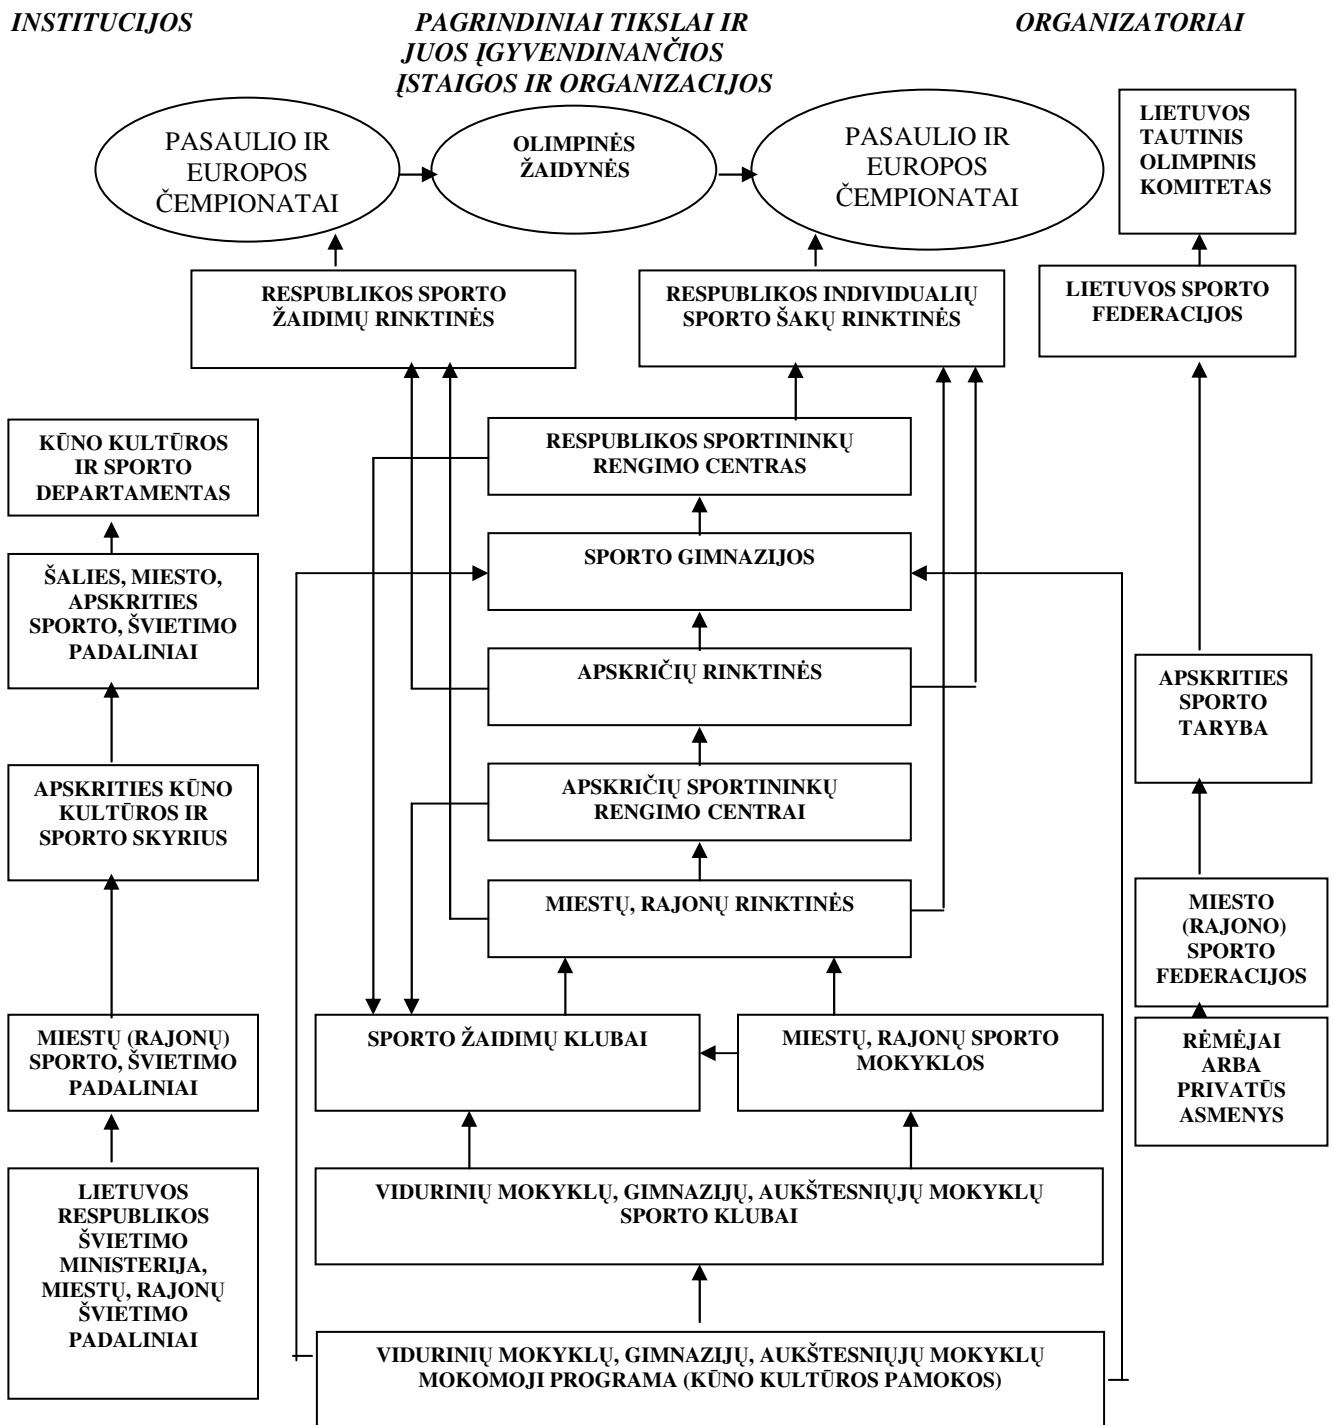 INSTITUCIJOS
PAGRINDINIAI TIKSLAI IR
JUOS ĮGYVENDINANČIOS
ĮSTAIGOS IR ORGANIZACIJOS
ORGANIZATORIAI
PASAULIO IR
EUROPOS
ČEMPIONATAI
OLIMPINĖS
ŽAIDYNĖS
PASAULIO IR
EUROPOS
ČEMPIONATAI
LIETUVOS
TAUTINIS
OLIMPINIS
KOMITETAS
RESPUBLIKOS SPORTO
ŽAIDIMŲ RINKTINĖS
RESPUBLIKOS INDIVIDUALIŲ
SPORTO ŠAKŲ RINKTINĖS
LIETUVOS SPORTO
FEDERACIJOS
KŪNO KULTŪROS
IR SPORTO
DEPARTAMENTAS
RESPUBLIKOS SPORTININKŲ
RENGIMO CENTRAS
ŠALIES, MIESTO,
APSKRITIES
SPORTO, ŠVIETIMO
PADALINIAI
SPORTO GIMNAZIJOS
APSKRIČIŲ RINKTINĖS
APSKRITIES
SPORTO
TARYBA
APSKRITIES KŪNO
KULTŪROS IR
SPORTO SKYRIUS
APSKRIČIŲ SPORTININKŲ
RENGIMO CENTRAI
MIESTŲ, RAJONŲ RINKTINĖS
MIESTO
(RAJONO)
SPORTO
FEDERACIJOS
MIESTŲ (RAJONŲ)
SPORTO, ŠVIETIMO
PADALINIAI
SPORTO ŽAIDIMŲ KLUBAI
MIESTŲ, RAJONŲ SPORTO
MOKYKLOS
RĖMĖJAI
ARBA
PRIVATŪS
ASMENYS
LIETUVOS
RESPUBLIKOS
ŠVIETIMO
MINISTERIJA,
MIESTŲ, RAJONŲ
ŠVIETIMO
PADALINIAI
VIDURINIŲ MOKYKLŲ, GIMNAZIJŲ, AUKŠTESNIŲJŲ MOKYKLŲ
SPORTO KLUBAI
VIDURINIŲ MOKYKLŲ, GIMNAZIJŲ, AUKŠTESNIŲJŲ MOKYKLŲ
MOKOMOJI PROGRAMA (KŪNO KULTŪROS PAMOKOS)